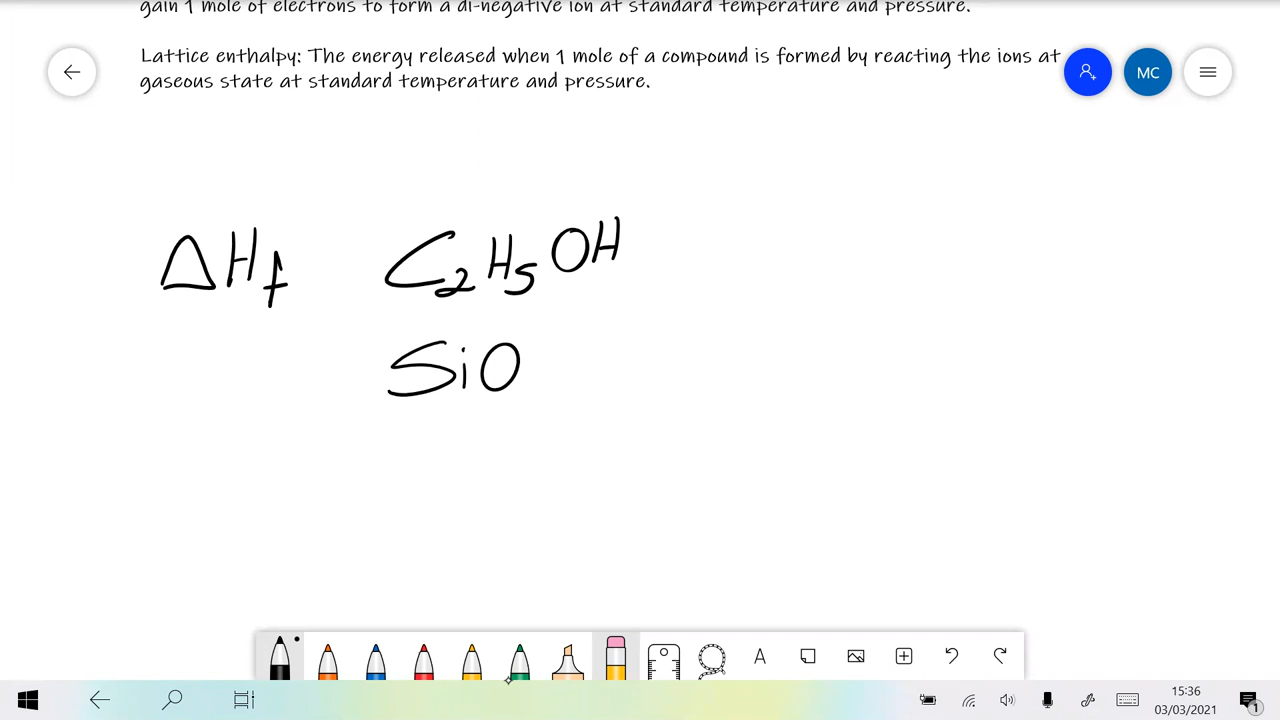 gain 1 mole of electrons to form a di-negative ion at standard temperature and pressure.
Lattice enthalpy: The energy released when 1 mole of a compound is formed by reacting the ions at
gaseous state at standard temperature and pressure.
MC
ΔHf C2H5OH
SiO
A
15:36
03/03/2021
1